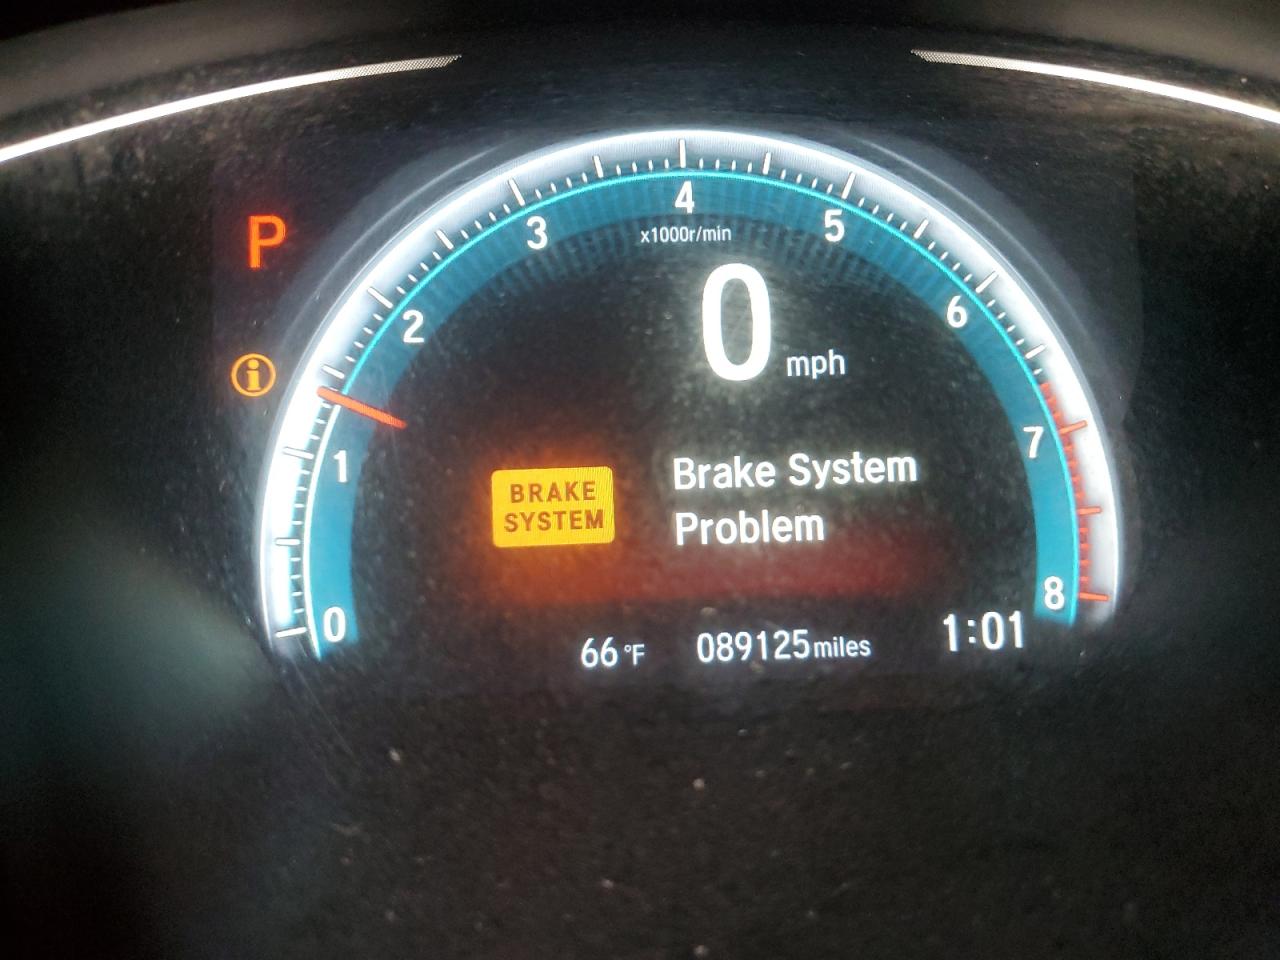 P
4
3
5
x1000r/min
2
6
0 mph
i
1
7
Brake System
Problem
BRAKE
SYSTEM
0
8
66 °F 089125 miles 1:01